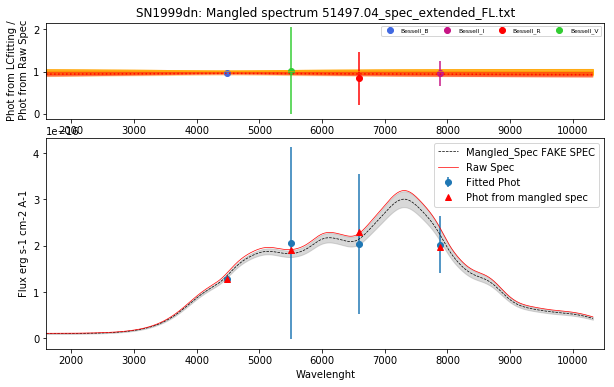 SN1999dn: Mangled spectrum 51497.04_spec_extended_FL.txt
Phot from LCfitting /
Phot from Raw Spec
2
1
0
Bessell_B
Bessell_I
Bessell_R
Bessell_V
2000 3000 4000 5000 6000 7000 8000 9000 10000
1e-16
Flux erg s-1 cm-2 A-1
4
3
2
1
0
Mangled_Spec FAKE SPEC
Raw Spec
Fitted Phot
Phot from mangled spec
2000 3000 4000 5000 6000 7000 8000 9000 10000
Wavelenght